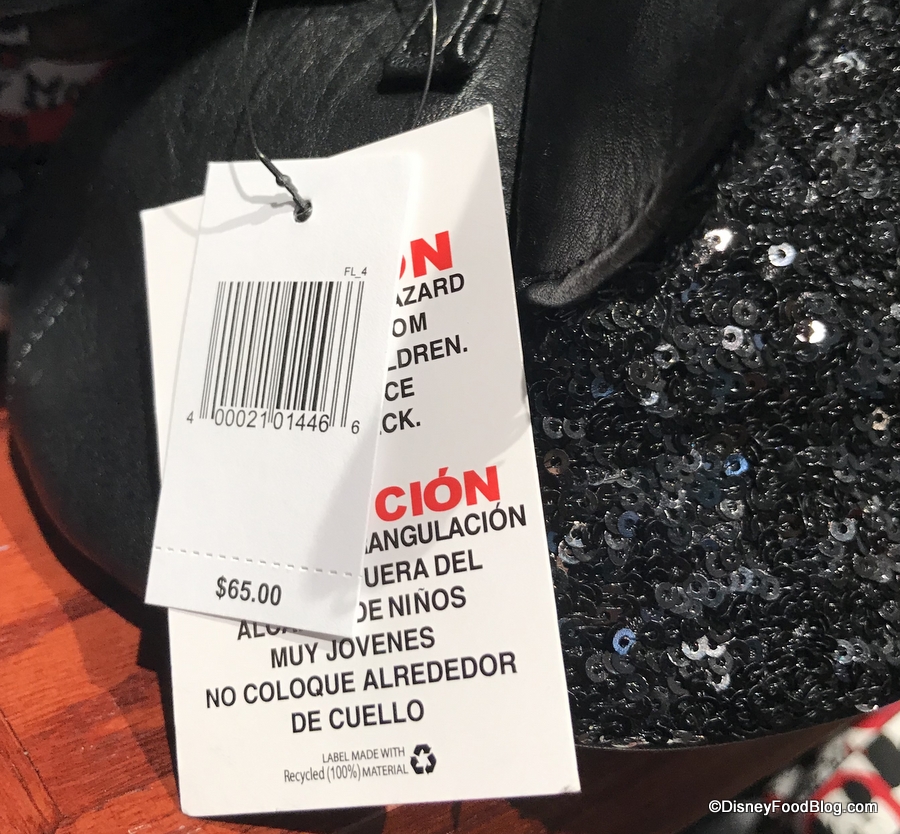 FL_4
4 00021 01446 6
$65.00
ON
AZARD
OM
LDREN.
CE
CK.
CIÓN
ANGULACIÓN
UERA DEL
DE NIÑOS
MUY JOVENES
NO COLOQUE ALREDEDOR
DE CUELLO
LABEL MADE WITH
Recycled (100%) MATERIAL
©DisneyFoodBlog.com